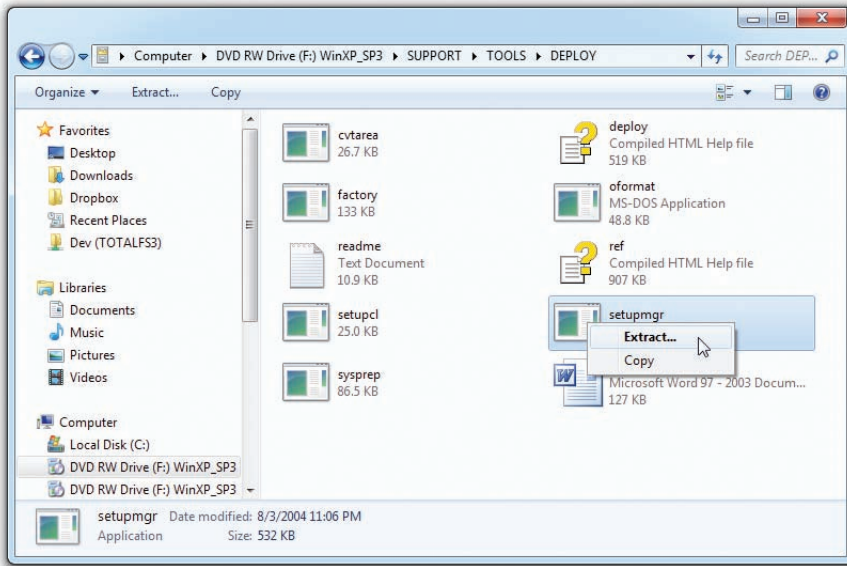 Computer ▸ DVD RW Drive (F:) WinXP_SP3 ▸ SUPPORT ▸ TOOLS ▸ DEPLOY
Search DEP...
Organize Extract... Copy
Favorites
Desktop
Downloads
Dropbox
Recent Places
Dev (TOTALFS3)
Libraries
Documents
Music
Pictures
Videos
Computer
Local Disk (C:)
DVD RW Drive (F:) WinXP_SP3
DVD RW Drive (F:) WinXP_SP3
cvtarea
26.7 KB
factory
133 KB
readme
Text Document
10.9 KB
setupcl
25.0 KB
sysprep
86.5 KB
deploy
Compiled HTML Help file
519 KB
oformat
MS-DOS Application
48.8 KB
ref
Compiled HTML Help file
907 KB
setupmgr
Extract...
Copy
Microsoft Word 97 - 2003 Docum...
127 KB
setupmgr Date modified: 8/3/2004 11:06 PM
Application Size: 532 KB